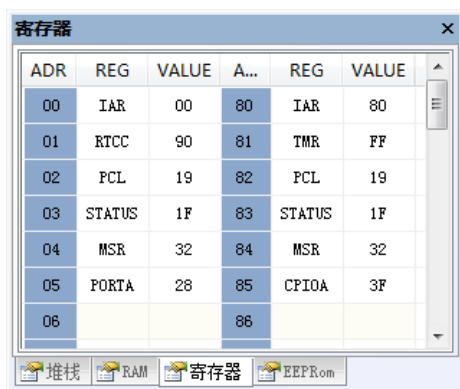 寄存器 ×
ADR REG VALUE A... REG VALUE
00 IAR 00 80 IAR 80
01 RTCC 90 81 TMR FF
02 PCL 19 82 PCL 19
03 STATUS 1F 83 STATUS 1F
04 MSR 32 84 MSR 32
05 PORTA 28 85 CPIOA 3F
06 86
堆栈 RAM 寄存器 EEPRom